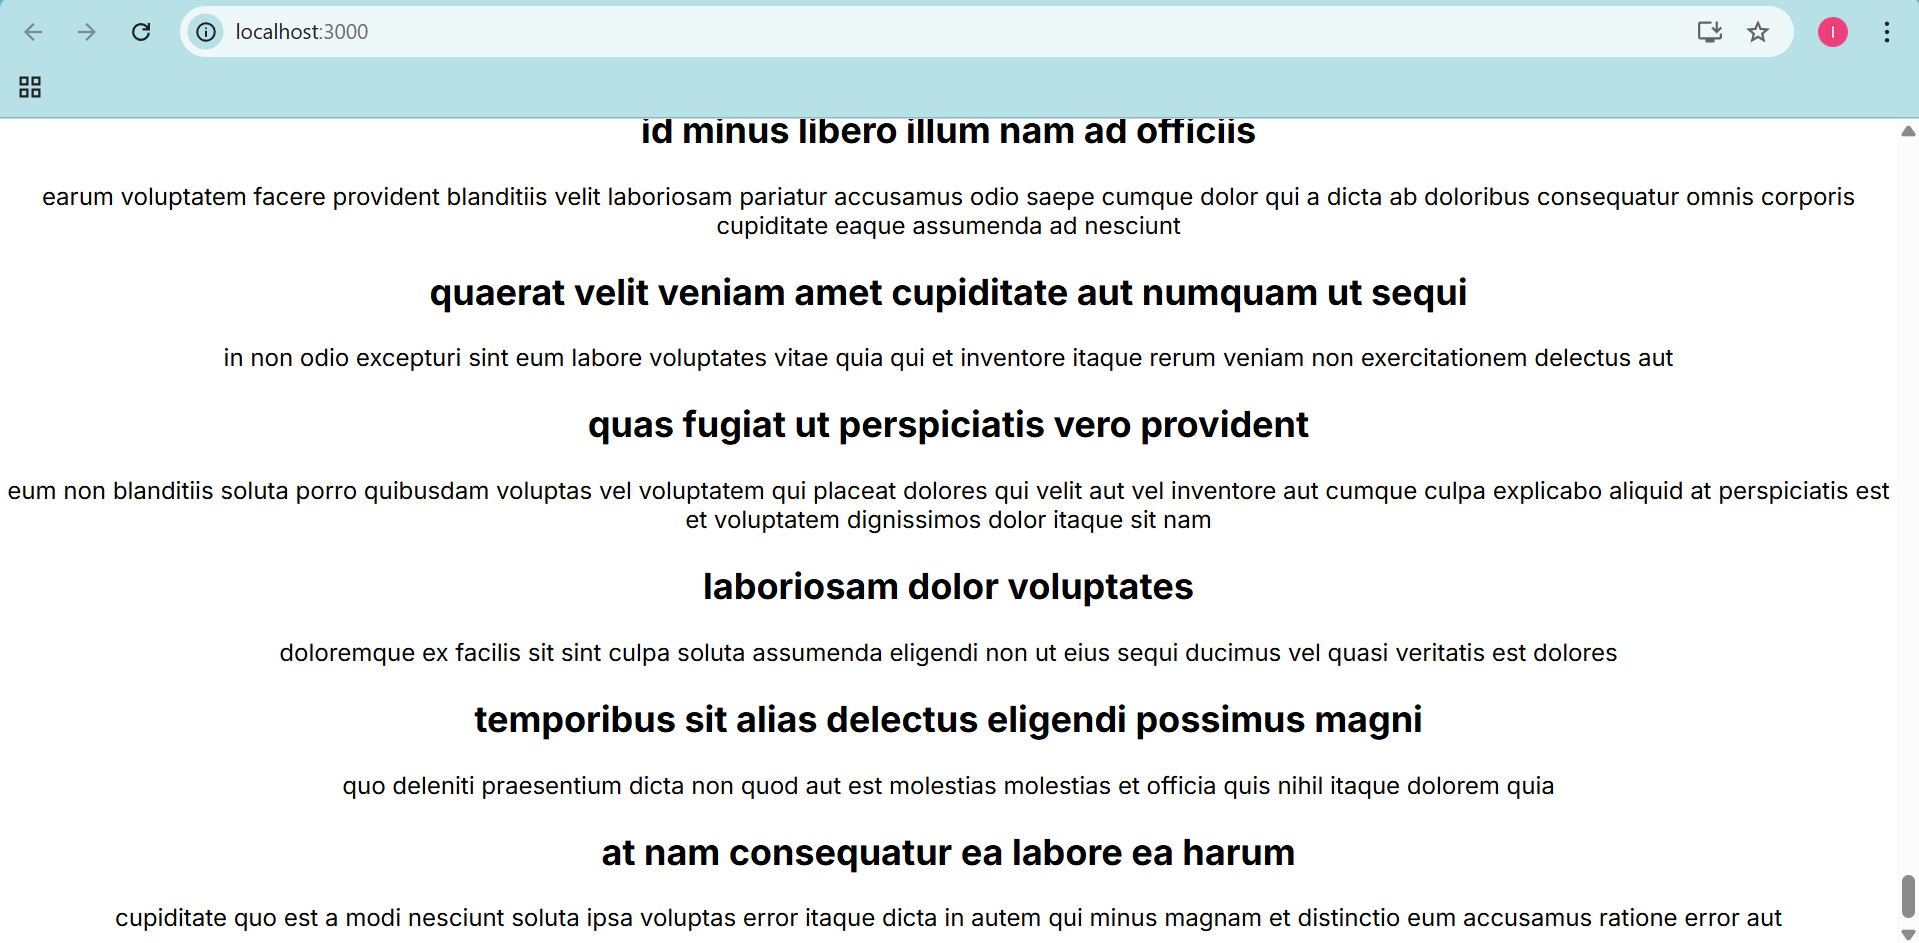 localhost:3000
I
id minus libero illum nam ad officiis
earum voluptatem facere provident blanditiis velit laboriosam pariatur accusamus odio saepe cumque dolor qui a dicta ab doloribus consequatur omnis corporis
cupiditate eaque assumenda ad nesciunt
quaerat velit veniam amet cupiditate aut numquam ut sequi
in non odio excepturi sint eum labore voluptates vitae quia qui et inventore itaque rerum veniam non exercitationem delectus aut
quas fugiat ut perspiciatis vero provident
eum non blanditiis soluta porro quibusdam voluptas vel voluptatem qui placeat dolores qui velit aut vel inventore aut cumque culpa explicabo aliquid at perspiciatis est
et voluptatem dignissimos dolor itaque sit nam
laboriosam dolor voluptates
doloremque ex facilis sit sint culpa soluta assumenda eligendi non ut eius sequi ducimus vel quasi veritatis est dolores
temporibus sit alias delectus eligendi possimus magni
quo deleniti praesentium dicta non quod aut est molestias molestias et officia quis nihil itaque dolorem quia
at nam consequatur ea labore ea harum
cupiditate quo est a modi nesciunt soluta ipsa voluptas error itaque dicta in autem qui minus magnam et distinctio eum accusamus ratione error aut